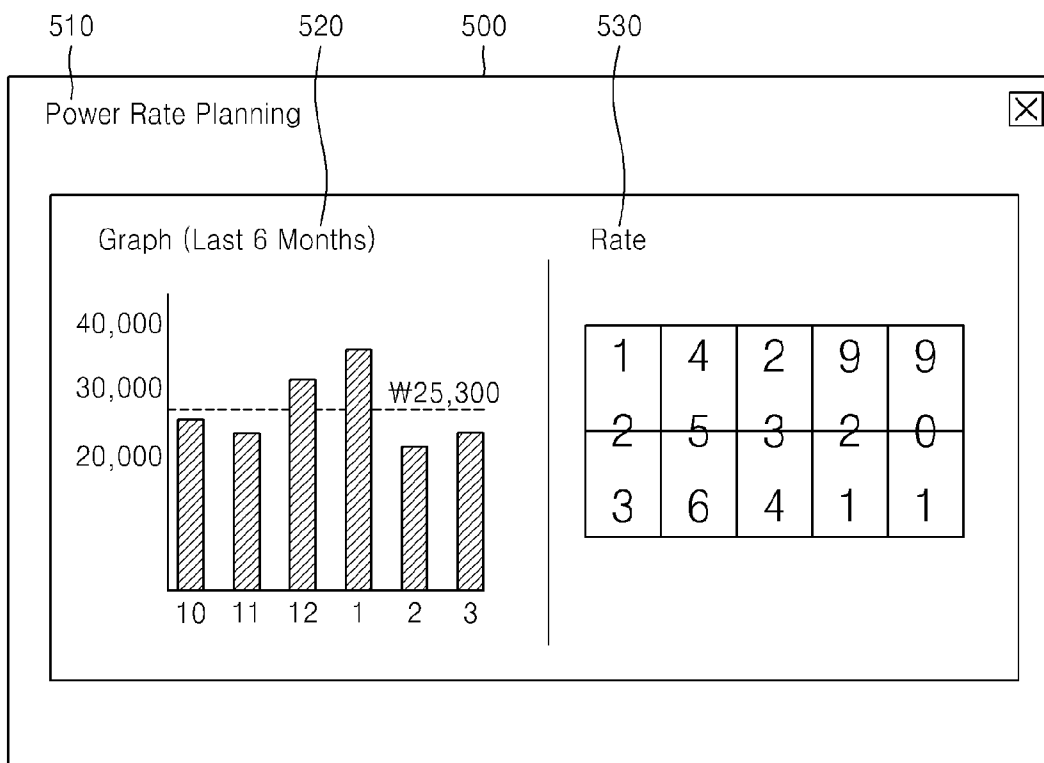 510 520 500 530
Power Rate Planning
Graph (Last 6 Months)
Rate
40,000
30,000
20,000
₩25,300
10 11 12 1 2 3
1 4 2 9 9
2 5 3 2 0
3 6 4 1 1